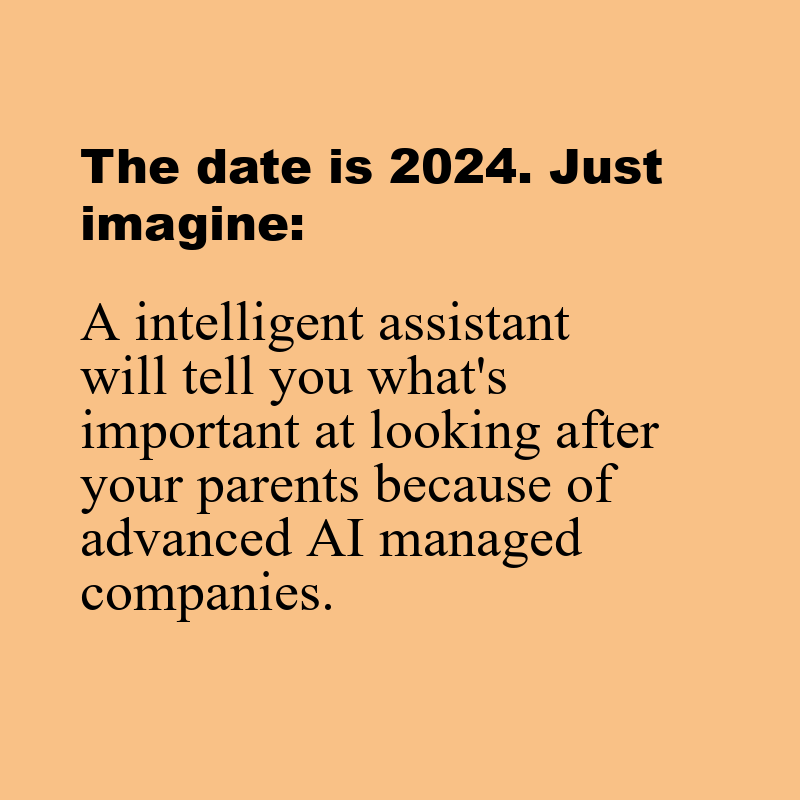 The date is 2024. Just
imagine:
A intelligent assistant
will tell you what's
important at looking after
your parents because of
advanced AI managed
companies.